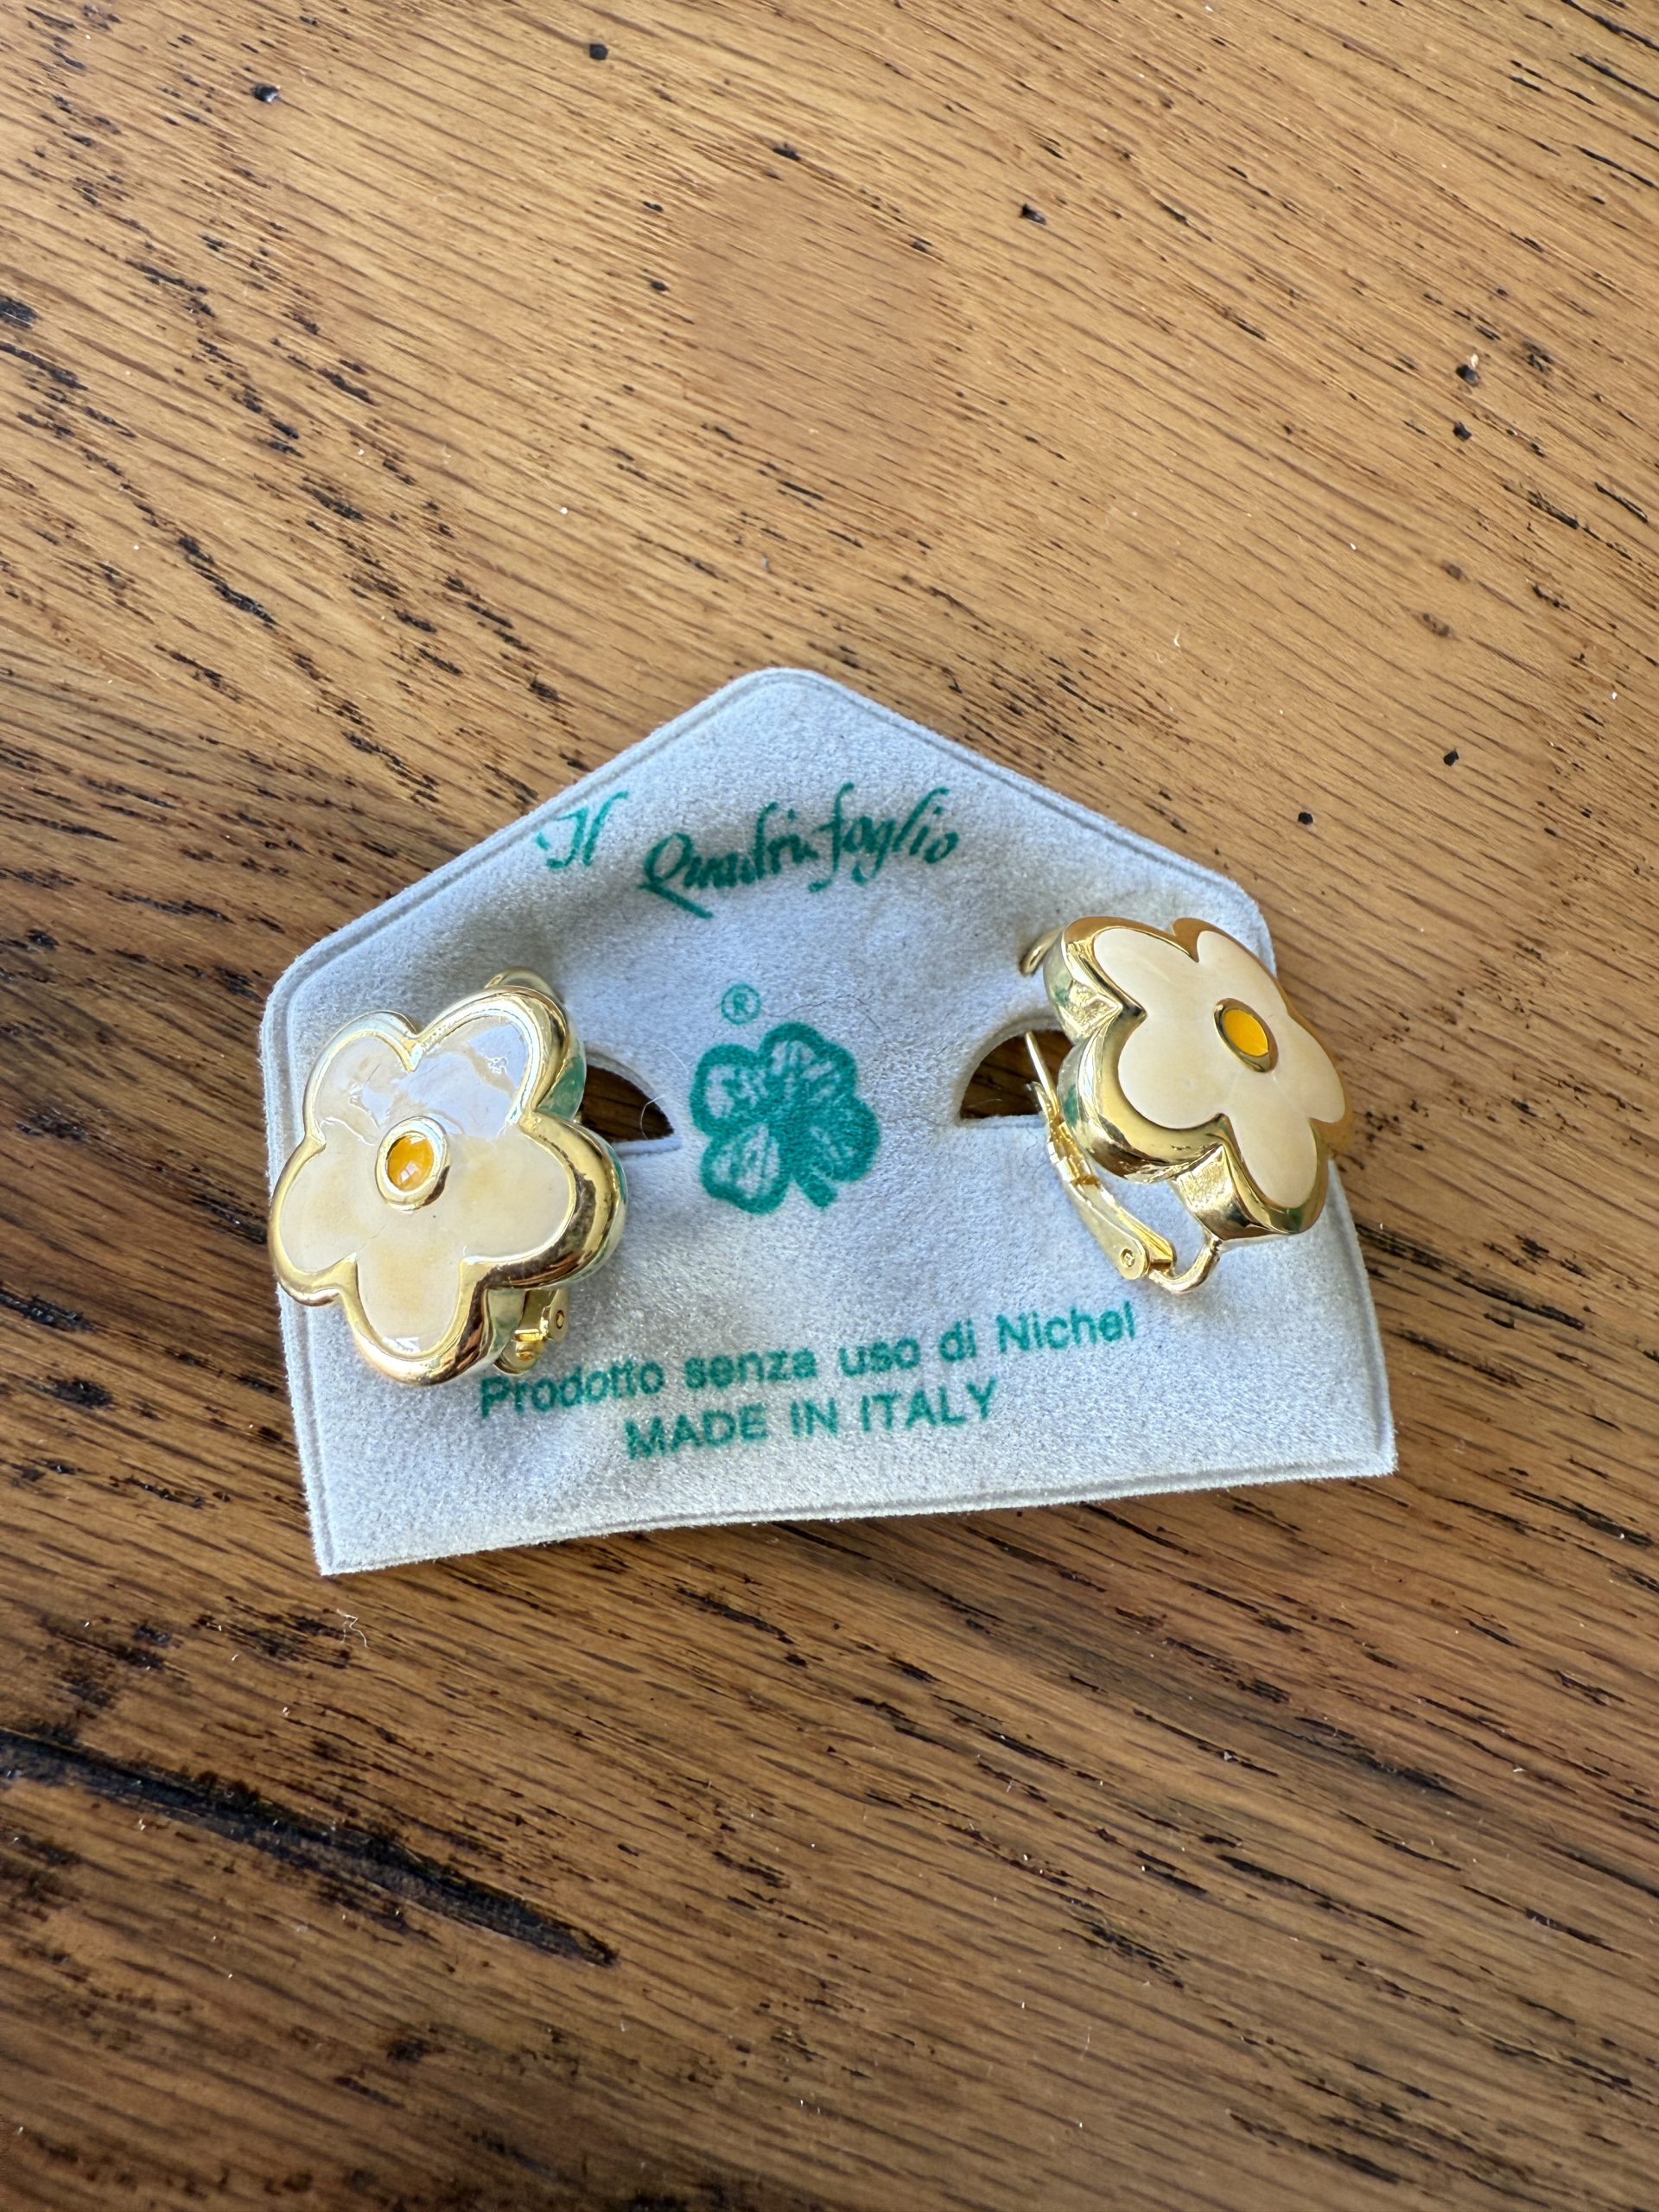 Il Quadrifoglio
®
Prodotto senza uso di Nichel
MADE IN ITALY